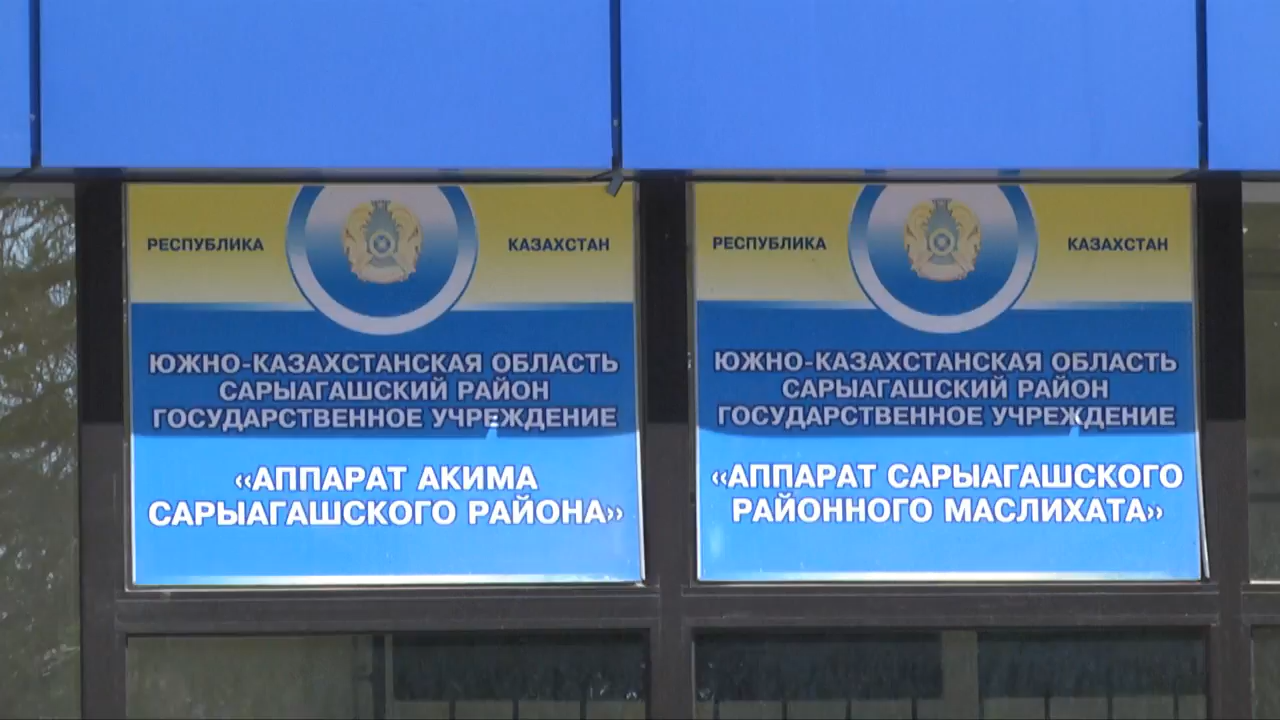 РЕСПУБЛИКА КАЗАХСТАН
ЮЖНО-КАЗАХСТАНСКАЯ ОБЛАСТЬ
САРЫАГАШСКИЙ РАЙОН
ГОСУДАРСТВЕННОЕ УЧРЕЖДЕНИЕ
«АППАРАТ АКИМА
САРЫАГАШСКОГО РАЙОНА»
РЕСПУБЛИКА КАЗАХСТАН
ЮЖНО-КАЗАХСТАНСКАЯ ОБЛАСТЬ
САРЫАГАШСКИЙ РАЙОН
ГОСУДАРСТВЕННОЕ УЧРЕЖДЕНИЕ
«АППАРАТ САРЫАГАШСКОГО
РАЙОННОГО МАСЛИХАТА»